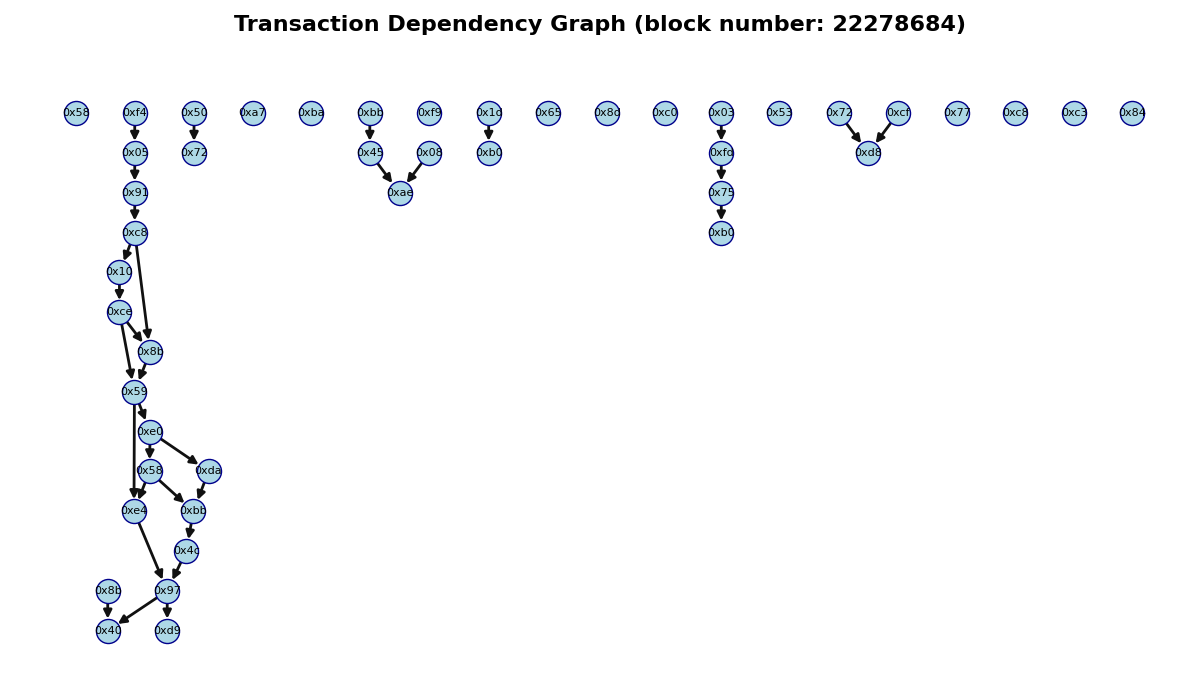 Transaction Dependency Graph (block number: 22278684)
0x58 0xf4 0x50 0xa7 0xba 0xbb 0xf9 0x1d 0x65 0x8d 0xc0 0x03 0x53 0x72 0xcf 0x77 0xc8 0xc3 0x84
0x05 0x72 0x45 0x08 0xb0 0xfd 0xd8
0x91 0xae 0x75
0xc8 0xb0
0x10
0xce
0x8b
0x59
0xe0
0x58 0xda
0xe4 0xbb
0x4c
0x8b 0x97
0x40 0xd9